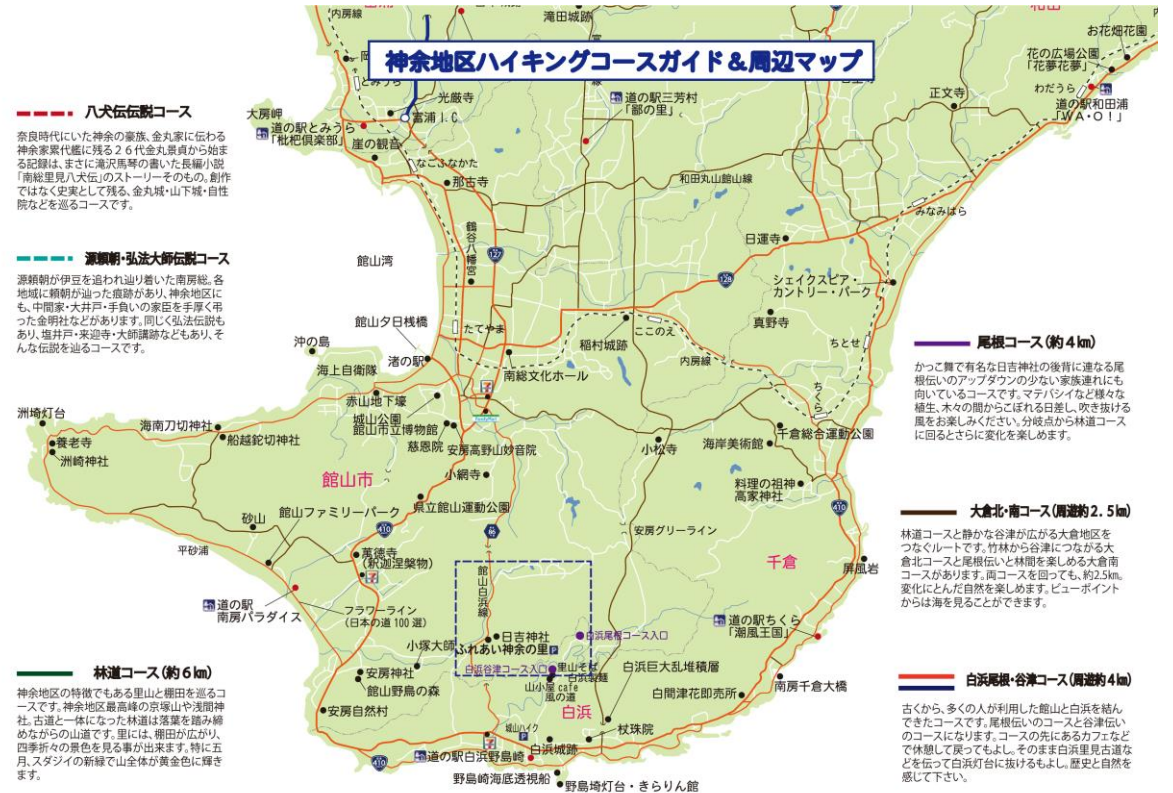 神余地区ハイキングコースガイド＆周辺マップ
八犬伝伝説コース
奈良時代にいた神余の豪族、金丸家に伝わる
神余家累代艦に残る２６代金丸景貞から始ま
る記録は、まさに滝沢馬琴の書いた長編小説
「南総里見八犬伝」のストーリーそのもの。創作
ではなく史実として残る、金丸城・山下城・自性
院などを巡るコースです。
源頼朝・弘法大師伝説コース
源頼朝が伊豆を追われ辿り着いた南房総。各
地域に頼朝が辿った痕跡があり、神余地区に
も、中間家・大井戸・手負いの家臣を手厚く弔
った金明社などがあります。同じく弘法伝説も
あり、塩井戸・来迎寺・大師講跡などもあり、そ
んな伝説を辿るコースです。
林道コース（約６㎞）
神余地区の特徴でもある里山と棚田を巡るコ
ースです。神余地区最高峰の京塚山や浅間神
社。古道と一体になった林道は落葉を踏み締
めながらの山道です。里には、棚田が広がり、
四季折々の景色を見る事が出来ます。特に五
月、スダジイの新緑で山全体が黄金色に輝き
ます。
尾根コース（約４㎞）
かっこ舞で有名な日吉神社の後背に連なる尾
根伝いのアップダウンの少ない家族連れにも
向いているコースです。マテバシイなど様々な
植生、木々の間からこぼれる日差し、吹き抜ける
風をお楽しみください。分岐点から林道コース
に回るとさらに変化を楽しめます。
大倉北・南コース（周遊約２．５㎞）
林道コースと静かな谷津が広がる大倉地区を
つなぐルートです。竹林から谷津につながる大
倉北コースと尾根伝いと林間を楽しめる大倉南
コースがあります。両コースを回っても、約2.5㎞。
変化にとんだ自然を楽しめます。ビューポイント
からは海を見ることができます。
白浜尾根・谷津コース（周遊約４㎞）
古くから、多くの人が利用した館山と白浜を結ん
できたコースです。尾根伝いのコースと谷津伝い
のコースになります。コースの先にあるカフェなど
で休憩して戻ってもよし。そのまま白浜里見古道な
どを伝って白浜灯台に抜けるもよし。歴史と自然を
感じて下さい。
内房線
滝田城跡
お花畑花園
花の広場公園
「花夢花夢」
わだうら
道の駅和田浦
「ＷＡ・Ｏ！」
正文寺
とみうら
光厳寺
大房岬
富浦ＩＣ
道の駅とみうら
「枇杷倶楽部」
崖の観音
道の駅三芳村
「鄙の里」
なごふなかた
那古寺
和田丸山館山線
みなみはら
鶴谷八幡宮
127
日運寺
128
館山湾
シェイクスピア・
カントリー・パーク
真野寺
館山夕日桟橋
たてやま
ここのえ
稲村城跡
内房線
ちとせ
沖の島
渚の駅
海上自衛隊
南総文化ホール
赤山地下壕
城山公園
館山市立博物館
慈恩院
安房高野山妙音院
ちくら
洲埼灯台
海南刀切神社
養老寺
船越鉈切神社
洲崎神社
小松寺
海岸美術館
千倉総合運動公園
小網寺
館山市
料理の祖神
高家神社
館山ファミリーパーク
県立館山運動公園
410
砂山
410
86
安房グリーンライン
平砂浦
萬徳寺
（釈迦涅槃物）
千倉
屏風岩
館山白浜線
道の駅
南房パラダイス
フラワーライン
（日本の道100選）
道の駅ちくら
「潮風王国」
日吉神社
白浜尾根コース入口
ふれあい神余の里
P
小塚大師
白浜谷津コース入口
里山そば
白浜製麺
白浜巨大乱堆積層
安房神社
館山野鳥の森
山小屋cafe
風の道
南房千倉大橋
白間津花卸売所
安房自然村
白浜
城山ハイク
P
杖珠院
白浜城跡
410
道の駅白浜野島崎
野島崎海底透視船
野島埼灯台・きらりん館